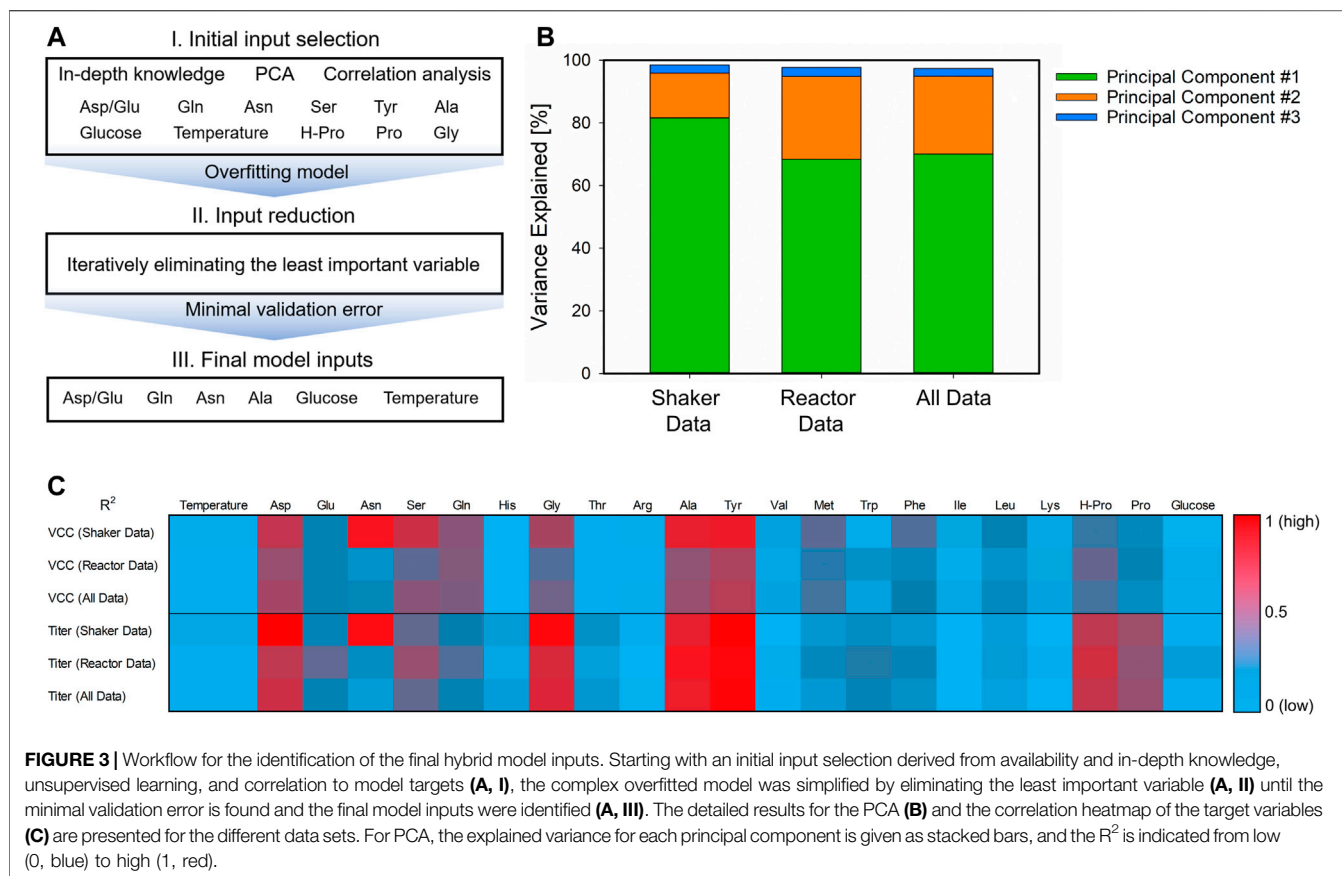 A
I. Initial input selection
In-depth knowledge PCA Correlation analysis
Asp/Glu Gln Asn Ser Tyr Ala
Glucose Temperature H-Pro Pro Gly
Overfitting model
II. Input reduction
Iteratively eliminating the least important variable
Minimal validation error
III. Final model inputs
Asp/Glu Gln Asn Ala Glucose Temperature
B
Variance Explained [%]
100
80
60
40
20
0
Shaker Data
Reactor Data
All Data
Principal Component #1
Principal Component #2
Principal Component #3
C
R²
Temperature Asp Glu Asn Ser Gln His Gly Thr Arg Ala Tyr Val Met Trp Phe Ile Leu Lys H-Pro Pro Glucose
VCC (Shaker Data)
VCC (Reactor Data)
VCC (All Data)
Titer (Shaker Data)
Titer (Reactor Data)
Titer (All Data)
1 (high)
0.5
0 (low)
FIGURE 3 | Workflow for the identification of the final hybrid model inputs. Starting with an initial input selection derived from availability and in-depth knowledge,
unsupervised learning, and correlation to model targets (A, I), the complex overfitted model was simplified by eliminating the least important variable (A, II) until the
minimal validation error is found and the final model inputs were identified (A, III). The detailed results for the PCA (B) and the correlation heatmap of the target variables
(C) are presented for the different data sets. For PCA, the explained variance for each principal component is given as stacked bars, and the R² is indicated from low
(0, blue) to high (1, red).